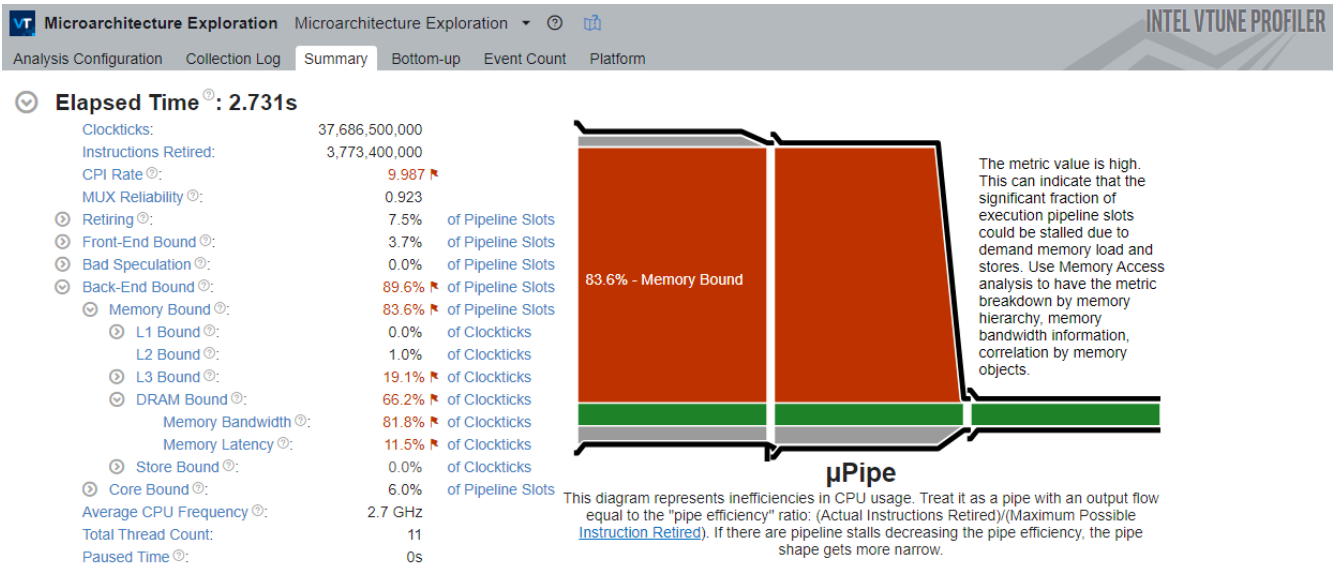 VT Microarchitecture Exploration Microarchitecture Exploration INTEL VTUNE PROFILER
Analysis Configuration Collection Log Summary Bottom-up Event Count Platform
Elapsed Time ?: 2.731s
Clockticks: 37,686,500,000
Instructions Retired: 3,773,400,000
CPI Rate ?: 9.987
MUX Reliability ?: 0.923
Retiring ?: 7.5% of Pipeline Slots
Front-End Bound ?: 3.7% of Pipeline Slots
Bad Speculation ?: 0.0% of Pipeline Slots
Back-End Bound ?: 89.6% of Pipeline Slots
Memory Bound ?: 83.6% of Pipeline Slots
L1 Bound ?: 0.0% of Clockticks
L2 Bound ?: 1.0% of Clockticks
L3 Bound ?: 19.1% of Clockticks
DRAM Bound ?: 66.2% of Clockticks
Memory Bandwidth ?: 81.8% of Clockticks
Memory Latency ?: 11.5% of Clockticks
Store Bound ?: 0.0% of Clockticks
Core Bound ?: 6.0% of Pipeline Slots
Average CPU Frequency ?: 2.7 GHz
Total Thread Count: 11
Paused Time ?: 0s
83.6% - Memory Bound
The metric value is high.
This can indicate that the
significant fraction of
execution pipeline slots
could be stalled due to
demand memory load and
stores. Use Memory Access
analysis to have the metric
breakdown by memory
hierarchy, memory
bandwidth information,
correlation by memory
objects.
µPipe
This diagram represents inefficiencies in CPU usage. Treat it as a pipe with an output flow
equal to the "pipe efficiency" ratio: (Actual Instructions Retired)/(Maximum Possible
Instruction Retired). If there are pipeline stalls decreasing the pipe efficiency, the pipe
shape gets more narrow.